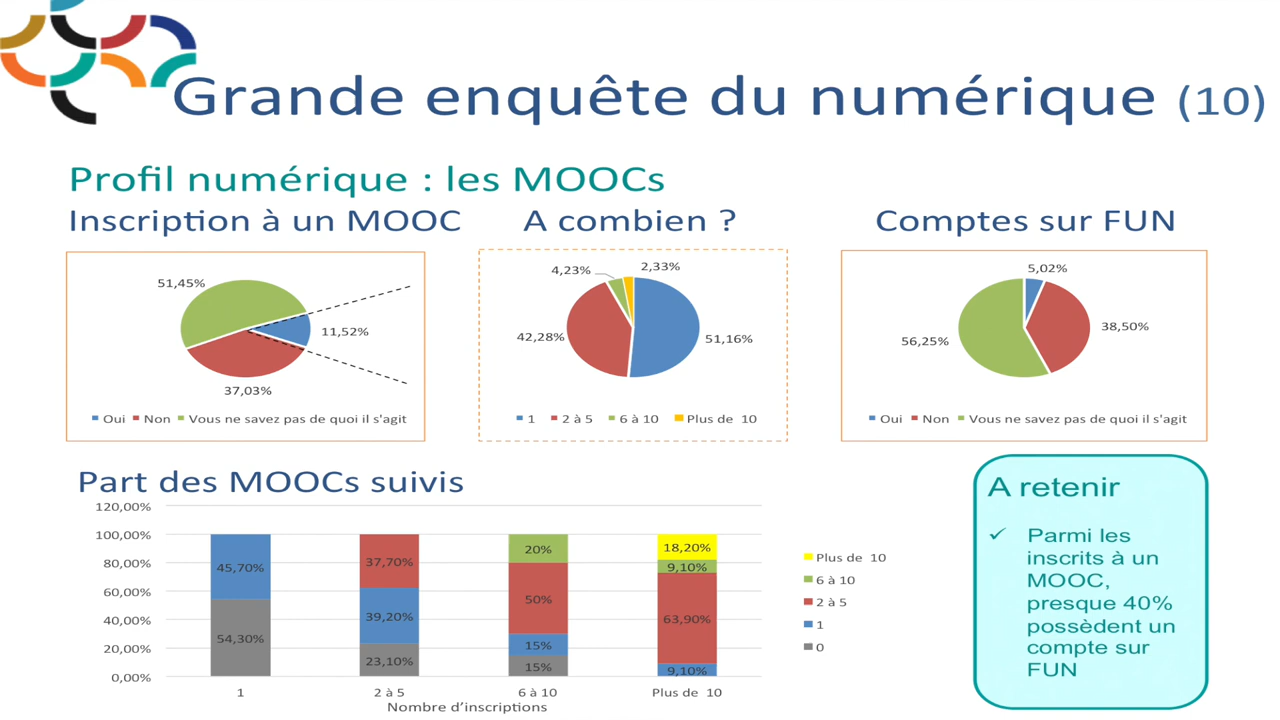 Grande enquête du numérique (10)
Profil numérique : les MOOCs
Inscription à un MOOC
51,45%
11,52%
37,03%
Oui Non Vous ne savez pas de quoi il s'agit
A combien ?
4,23%
2,33%
42,28%
51,16%
1 2 à 5 6 à 10 Plus de 10
Comptes sur FUN
5,02%
38,50%
56,25%
Oui Non Vous ne savez pas de quoi il s'agit
Part des MOOCs suivis
120,00%
100,00%
80,00%
60,00%
40,00%
20,00%
0,00%
45,70%
54,30%
37,70%
39,20%
23,10%
20%
50%
15%
15%
18,20%
9,10%
63,90%
9,10%
1 2 à 5 6 à 10 Plus de 10
Nombre d'inscriptions
Plus de 10
6 à 10
2 à 5
1
0
A retenir
✓ Parmi les
inscrits à un
MOOC,
presque 40%
possèdent un
compte sur
FUN